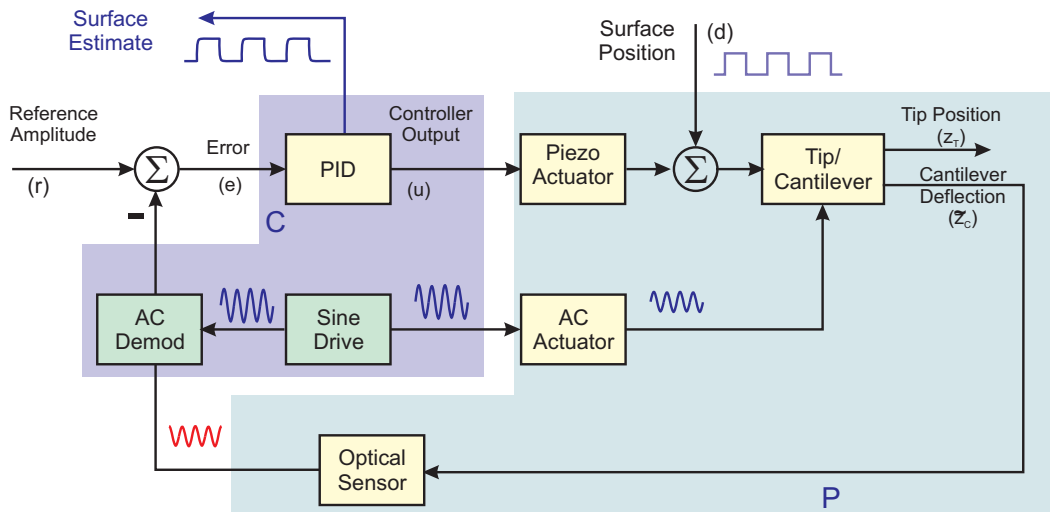 Surface
Estimate
Surface
Position
(d)
Reference
Amplitude
(r)
Σ
Error
(e)
PID
Controller
Output
(u)
Piezo
Actuator
Σ
Tip/
Cantilever
Tip Position
(z_T)
Cantilever
Deflection
(z̃_c)
-
C
AC
Demod
Sine
Drive
AC
Actuator
Optical
Sensor
P